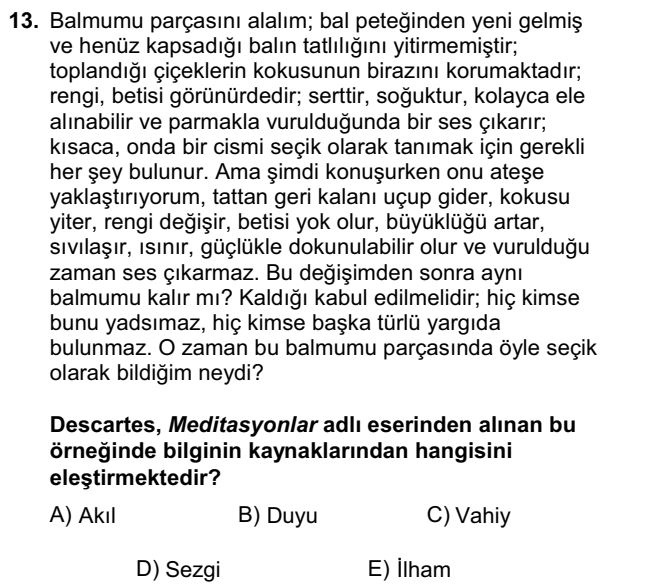 13. Balmumu parçasını alalım; bal peteğinden yeni gelmiş
ve henüz kapsadığı balın tatlılığını yitirmemiştir;
toplandığı çiçeklerin kokusunun birazını korumaktadır;
rengi, betisi görünürdedir; serttir, soğuktur, kolayca ele
alınabilir ve parmakla vurulduğunda bir ses çıkarır;
kısaca, onda bir cismi seçik olarak tanımak için gerekli
her şey bulunur. Ama şimdi konuşurken onu ateşe
yaklaştırıyorum, tattan geri kalanı uçup gider, kokusu
yiter, rengi değişir, betisi yok olur, büyüklüğü artar,
sıvılaşır, ısınır, güçlükle dokunulabilir olur ve vurulduğu
zaman ses çıkarmaz. Bu değişimden sonra aynı
balmumu kalır mı? Kaldığı kabul edilmelidir; hiç kimse
bunu yadsımaz, hiç kimse başka türlü yargıda
bulunmaz. O zaman bu balmumu parçasında öyle seçik
olarak bildiğim neydi?
Descartes, Meditasyonlar adlı eserinden alınan bu
örneğinde bilginin kaynaklarından hangisini
eleştirmektedir?
A) Akıl B) Duyu C) Vahiy
D) Sezgi E) İlham